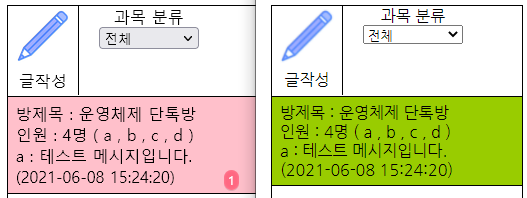 과목 분류
전체
글작성
방제목 : 운영체제 단톡방
인원 : 4명 ( a , b , c , d )
a : 테스트 메시지입니다.
(2021-06-08 15:24:20)
1
과목 분류
전체
글작성
방제목 : 운영체제 단톡방
인원 : 4명 ( a , b , c , d )
a : 테스트 메시지입니다.
(2021-06-08 15:24:20)